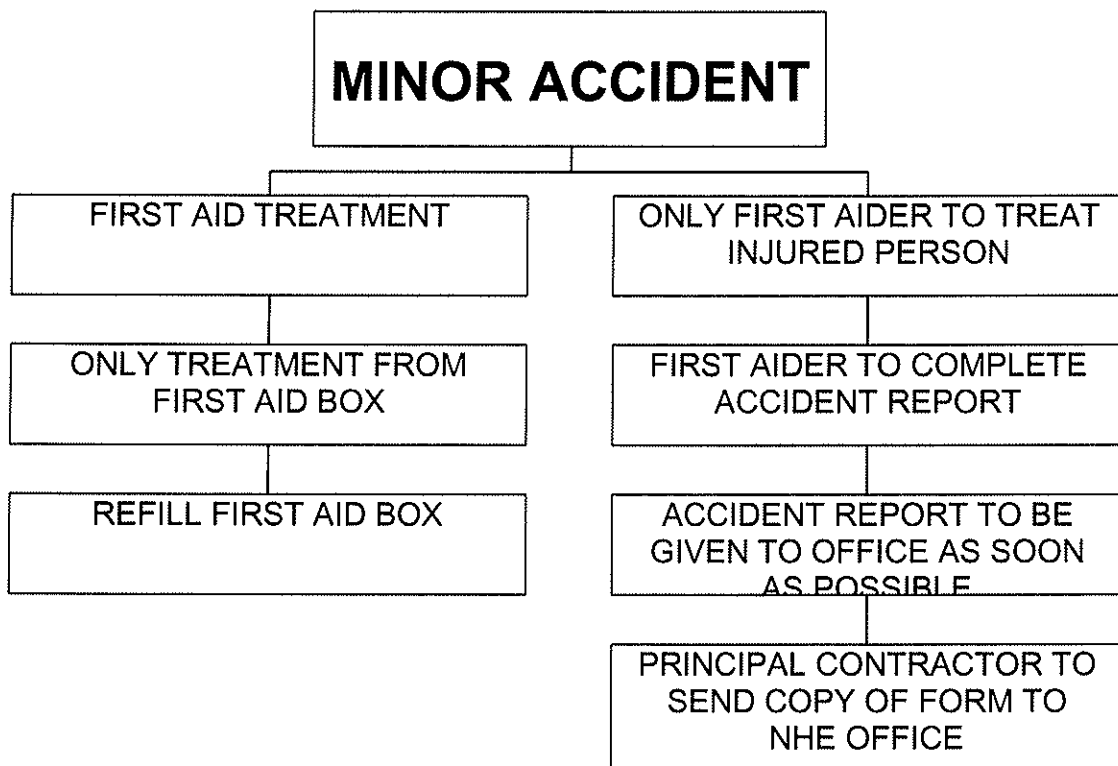 MINOR ACCIDENT
FIRST AID TREATMENT
ONLY TREATMENT FROM
FIRST AID BOX
REFILL FIRST AID BOX
ONLY FIRST AIDER TO TREAT
INJURED PERSON
FIRST AIDER TO COMPLETE
ACCIDENT REPORT
ACCIDENT REPORT TO BE
GIVEN TO OFFICE AS SOON
AS POSSIBLE
PRINCIPAL CONTRACTOR TO
SEND COPY OF FORM TO
NHE OFFICE